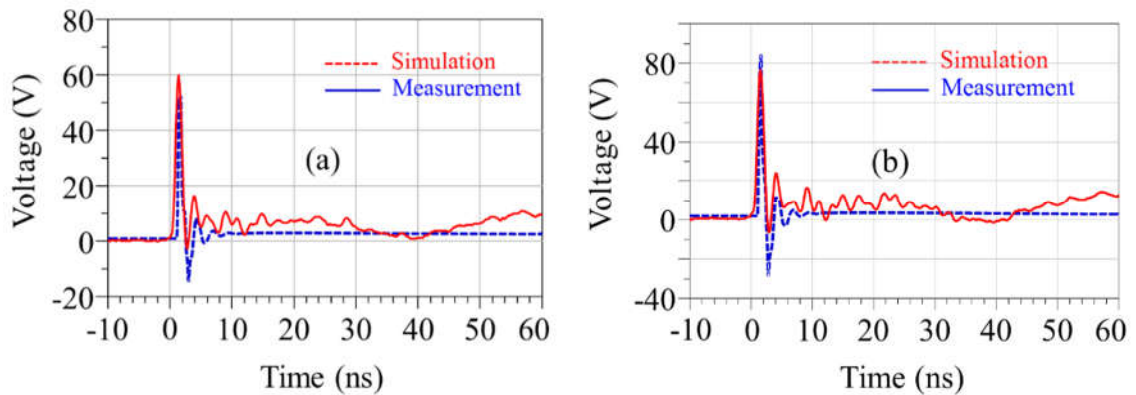 80
60
40
20
0
-20
Voltage (V)
Simulation
Measurement
(a)
-10 0 10 20 30 40 50 60
Time (ns)
80
40
0
-40
Voltage (V)
Simulation
Measurement
(b)
-10 0 10 20 30 40 50 60
Time (ns)